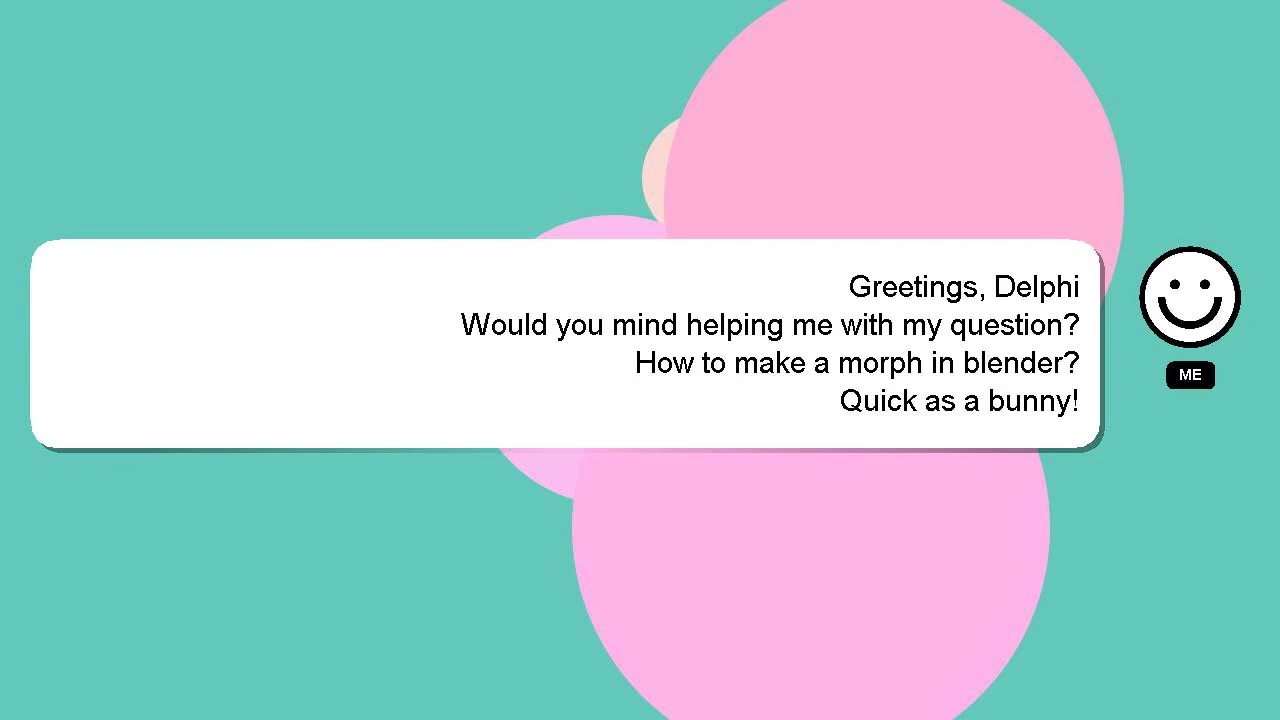 Greetings, Delphi
Would you mind helping me with my question?
How to make a morph in blender?
Quick as a bunny!
ME